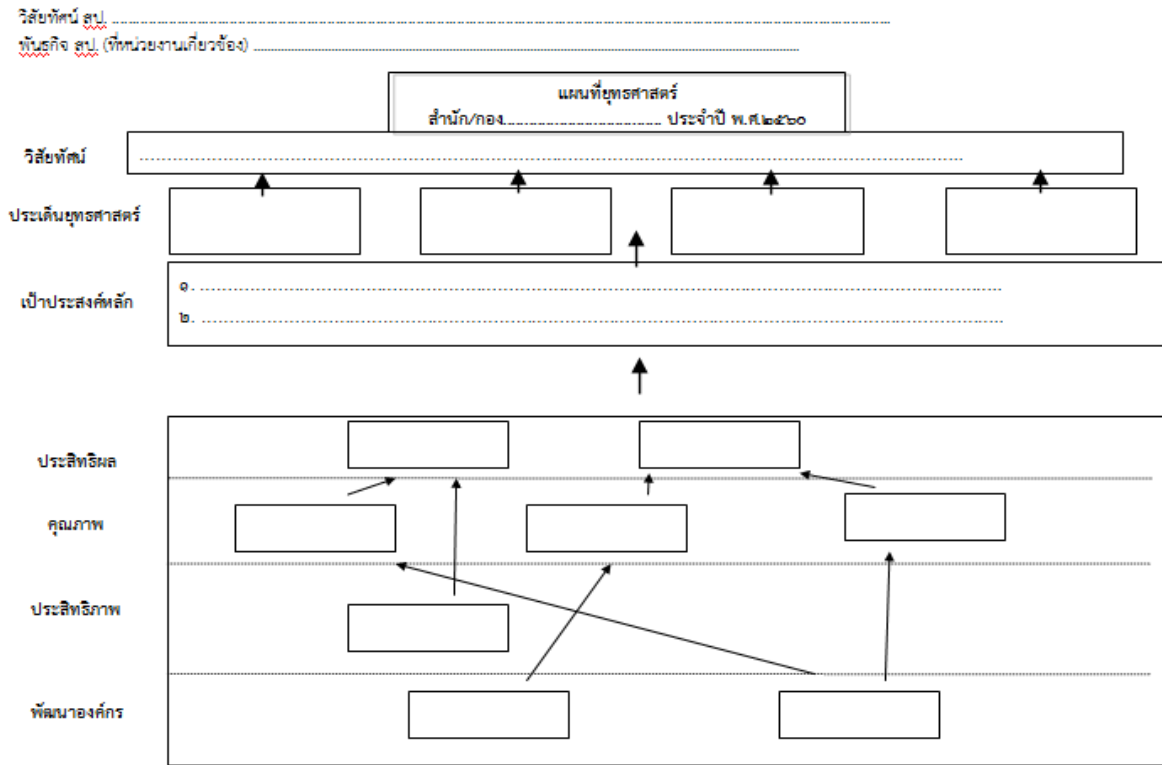 วิสัยทัศน์ สป. ........................................................................................................................
พันธกิจ สป. (ที่หน่วยงานเกี่ยวข้อง) ........................................................................................................................
แผนที่ยุทธศาสตร์
สำนัก/กอง........................................ ประจำปี พ.ศ.๒๕๖๐
วิสัยทัศน์ ........................................................................................................................
ประเด็นยุทธศาสตร์
เป้าประสงค์หลัก
๑. ........................................................................................................................
๒. ........................................................................................................................
ประสิทธิผล
คุณภาพ
ประสิทธิภาพ
พัฒนาองค์กร